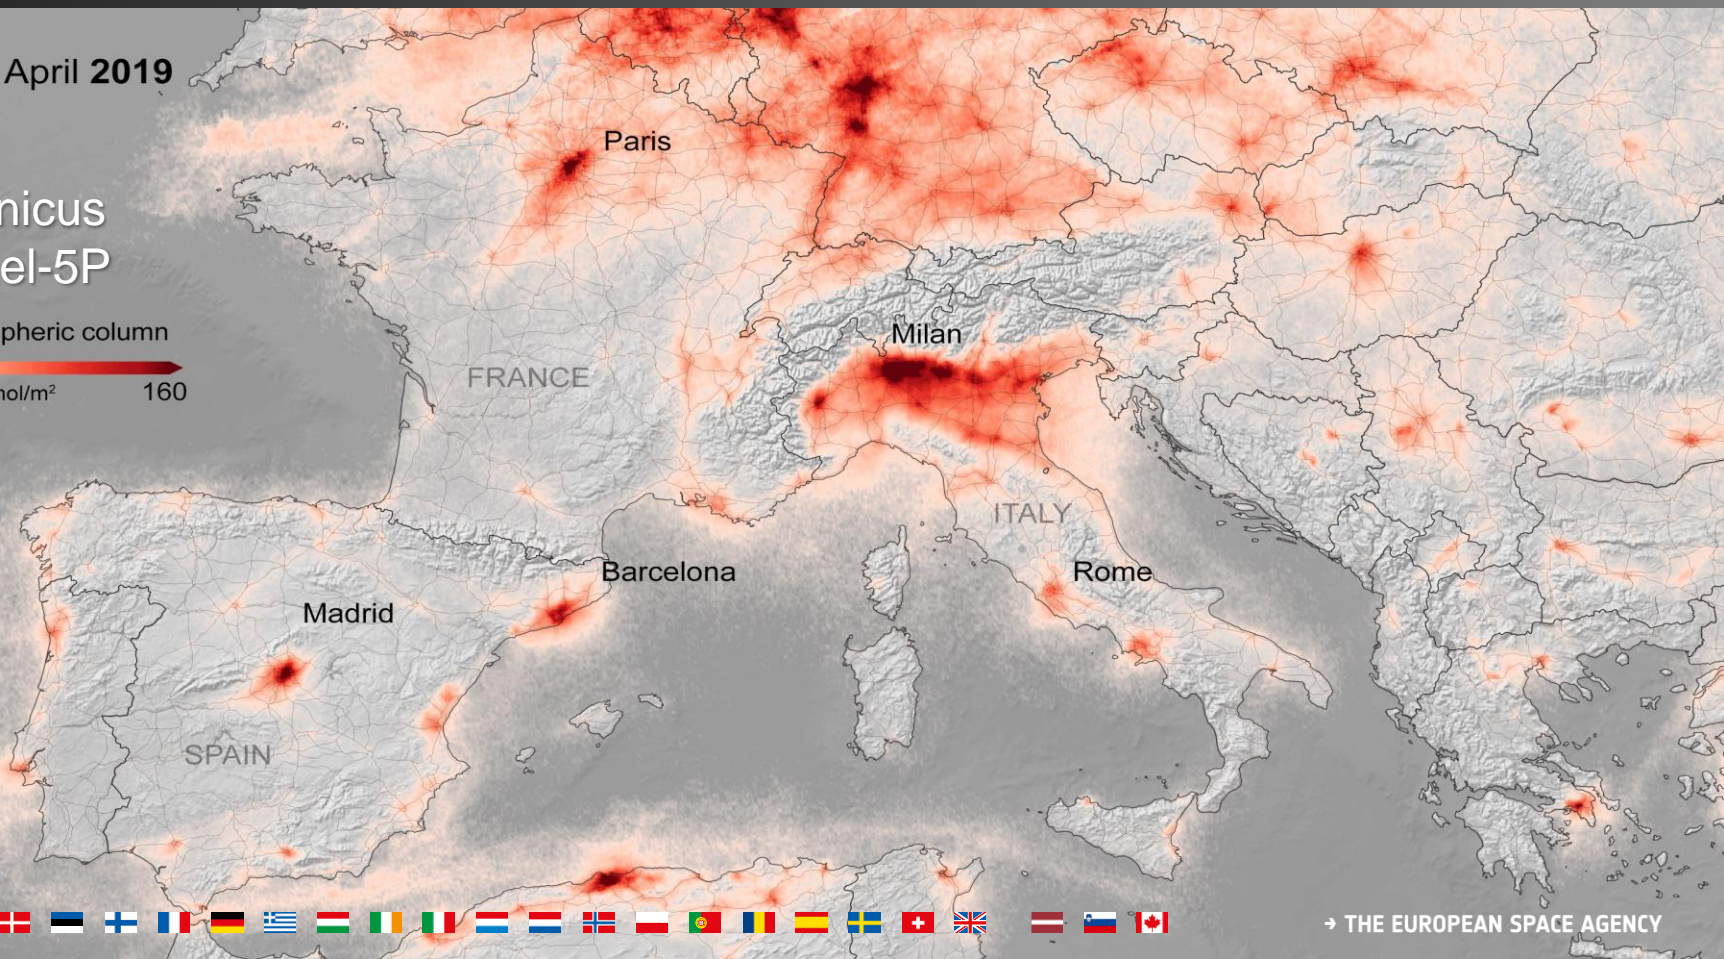 April 2019
nicus
el-5P
pheric column
nol/m²
160
Paris
Milan
FRANCE
ITALY
Barcelona
Rome
Madrid
SPAIN
→ THE EUROPEAN SPACE AGENCY